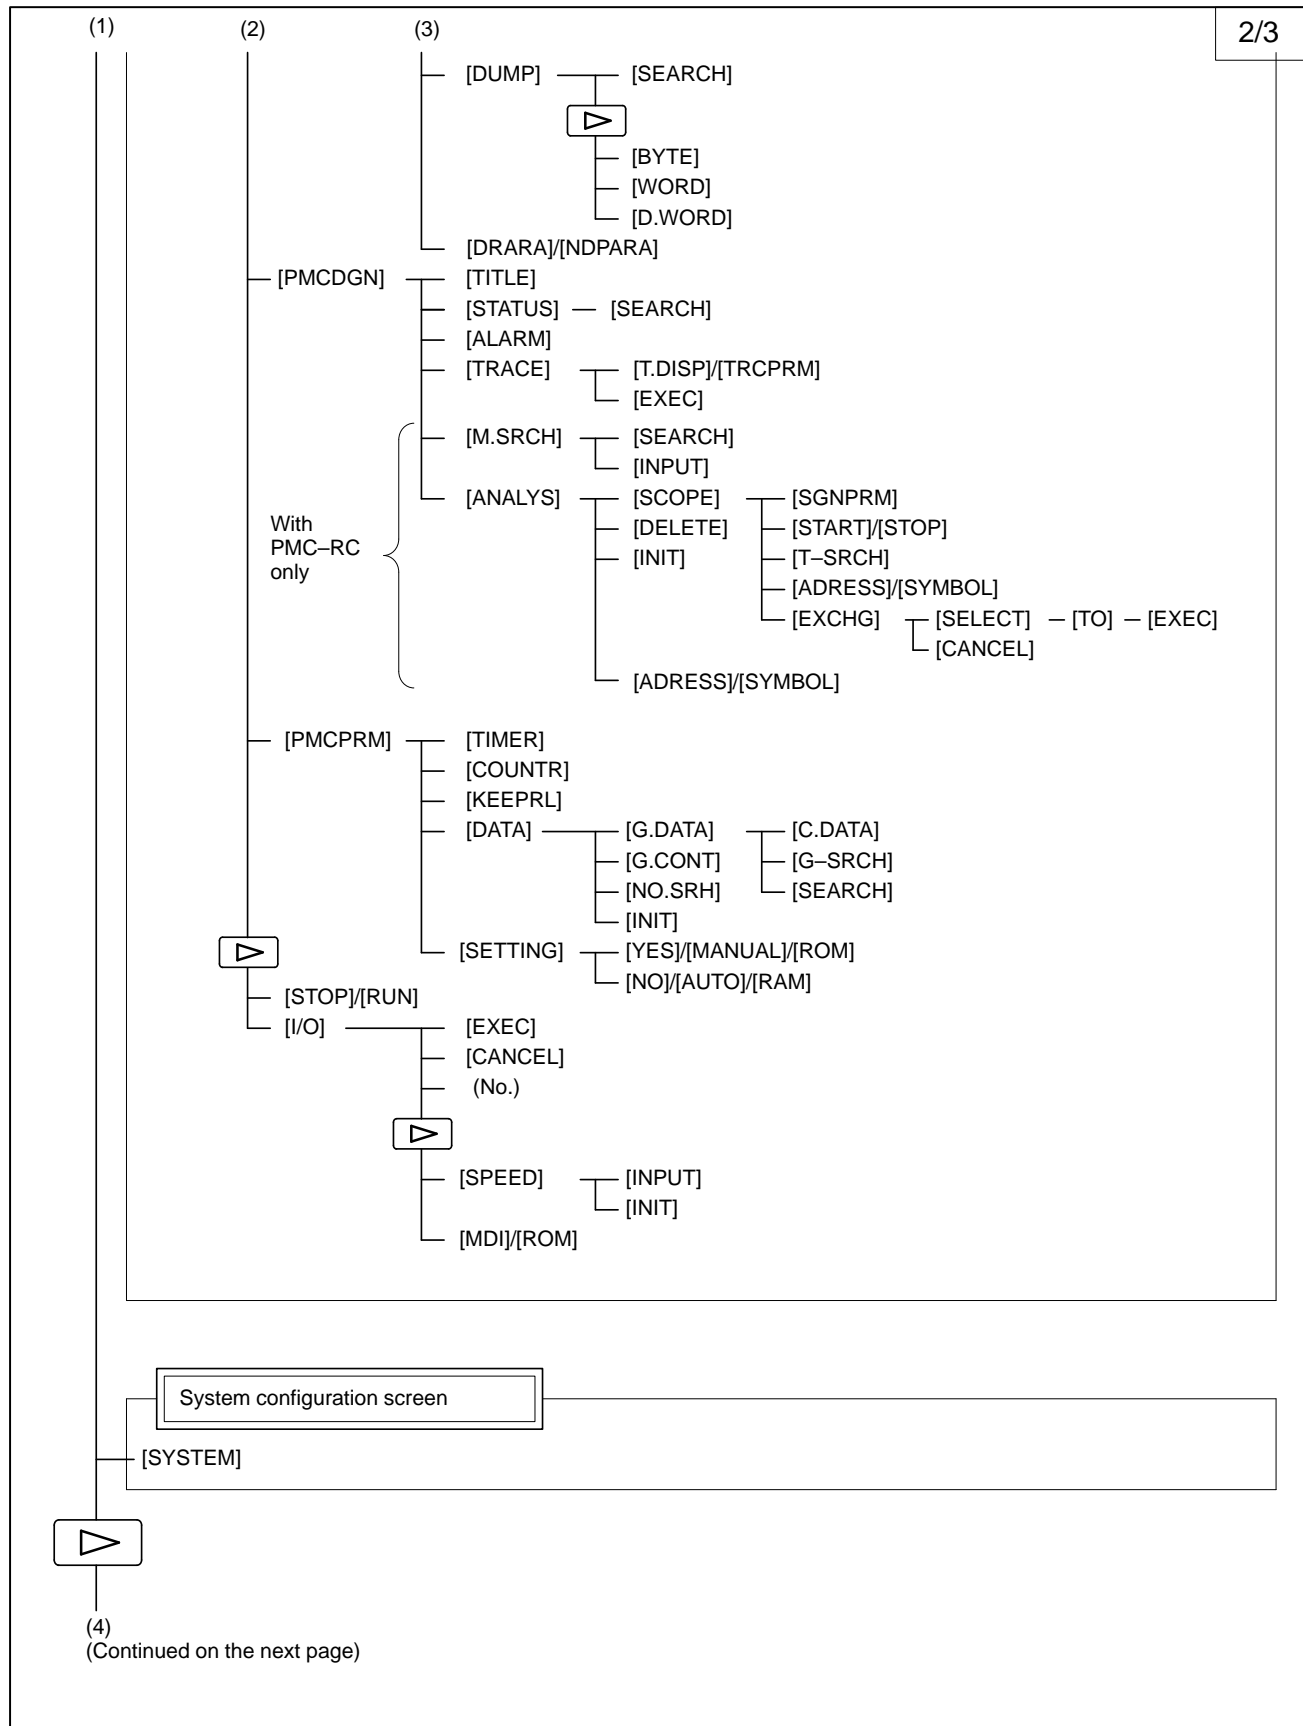 (1) (2) (3) 2/3
[DUMP] [SEARCH]
[BYTE]
[WORD]
[D.WORD]
[DRARA]/[NDPARA]
[PMCDGN] [TITLE]
[STATUS] [SEARCH]
[ALARM]
[TRACE] [T.DISP]/[TRCPRM]
[EXEC]
[M.SRCH] [SEARCH]
[INPUT]
[ANALYS] [SCOPE] [SGNPRM]
With
PMC–RC
only
[DELETE] [START]/[STOP]
[INIT] [T–SRCH]
[ADRESS]/[SYMBOL]
[EXCHG] [SELECT] [TO] [EXEC]
[CANCEL]
[ADRESS]/[SYMBOL]
[PMCPRM] [TIMER]
[COUNTR]
[KEEPRL]
[DATA] [G.DATA] [C.DATA]
[G.CONT] [G–SRCH]
[NO.SRH] [SEARCH]
[INIT]
[SETTING] [YES]/[MANUAL]/[ROM]
[NO]/[AUTO]/[RAM]
[STOP]/[RUN]
[I/O] [EXEC]
[CANCEL]
(No.)
[SPEED] [INPUT]
[INIT]
[MDI]/[ROM]
System configuration screen
[SYSTEM]
(4)
(Continued on the next page)